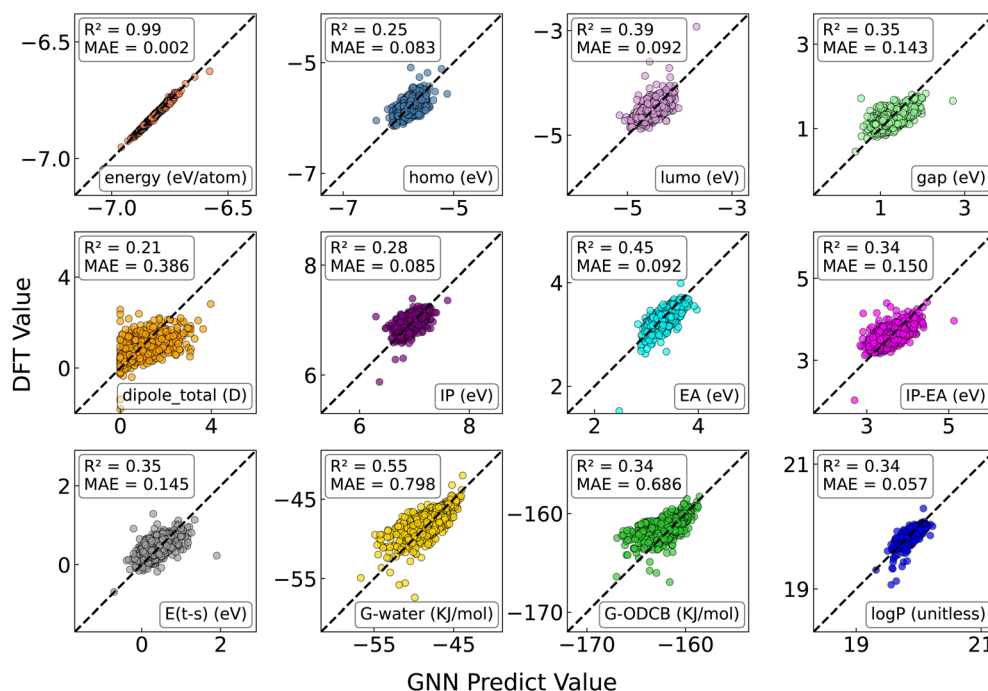 R² = 0.99
MAE = 0.002
−6.5
−7.0
energy (eV/atom)
−7.0 −6.5
R² = 0.25
MAE = 0.083
−5
−7
homo (eV)
−7 −5
R² = 0.39
MAE = 0.092
−3
−5
lumo (eV)
−5 −3
R² = 0.35
MAE = 0.143
3
1
gap (eV)
1 3
R² = 0.21
MAE = 0.386
4
0
dipole_total (D)
0 4
R² = 0.28
MAE = 0.085
8
6
IP (eV)
6 8
R² = 0.45
MAE = 0.092
4
2
EA (eV)
2 4
R² = 0.34
MAE = 0.150
5
3
IP-EA (eV)
3 5
R² = 0.35
MAE = 0.145
2
0
E(t-s) (eV)
0 2
R² = 0.55
MAE = 0.798
−45
−55
G-water (KJ/mol)
−55 −45
R² = 0.34
MAE = 0.686
−160
−170
G-ODCB (KJ/mol)
−170 −160
R² = 0.34
MAE = 0.057
21
19
logP (unitless)
19 21
DFT Value
GNN Predict Value